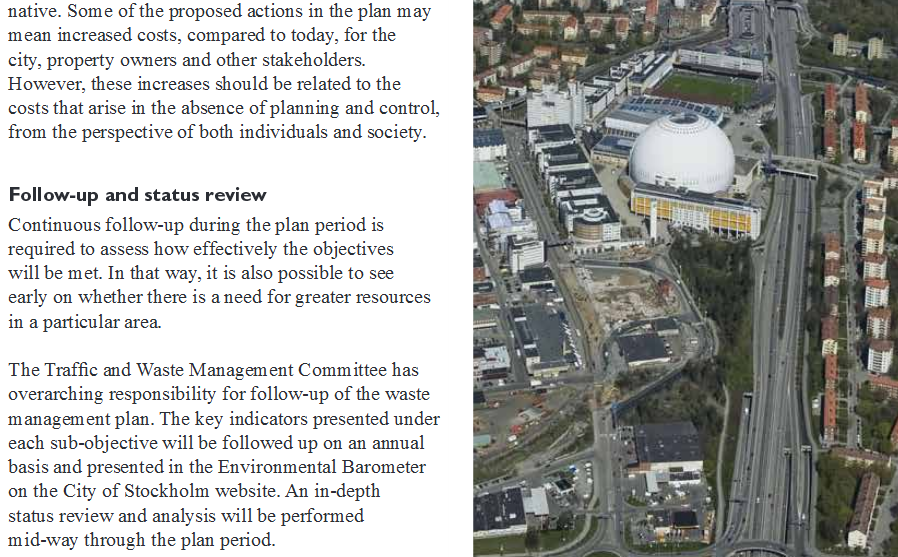 native. Some of the proposed actions in the plan may
mean increased costs, compared to today, for the
city, property owners and other stakeholders.
However, these increases should be related to the
costs that arise in the absence of planning and control,
from the perspective of both individuals and society.
Follow-up and status review
Continuous follow-up during the plan period is
required to assess how effectively the objectives
will be met. In that way, it is also possible to see
early on whether there is a need for greater resources
in a particular area.
The Traffic and Waste Management Committee has
overarching responsibility for follow-up of the waste
management plan. The key indicators presented under
each sub-objective will be followed up on an annual
basis and presented in the Environmental Barometer
on the City of Stockholm website. An in-depth
status review and analysis will be performed
mid-way through the plan period.